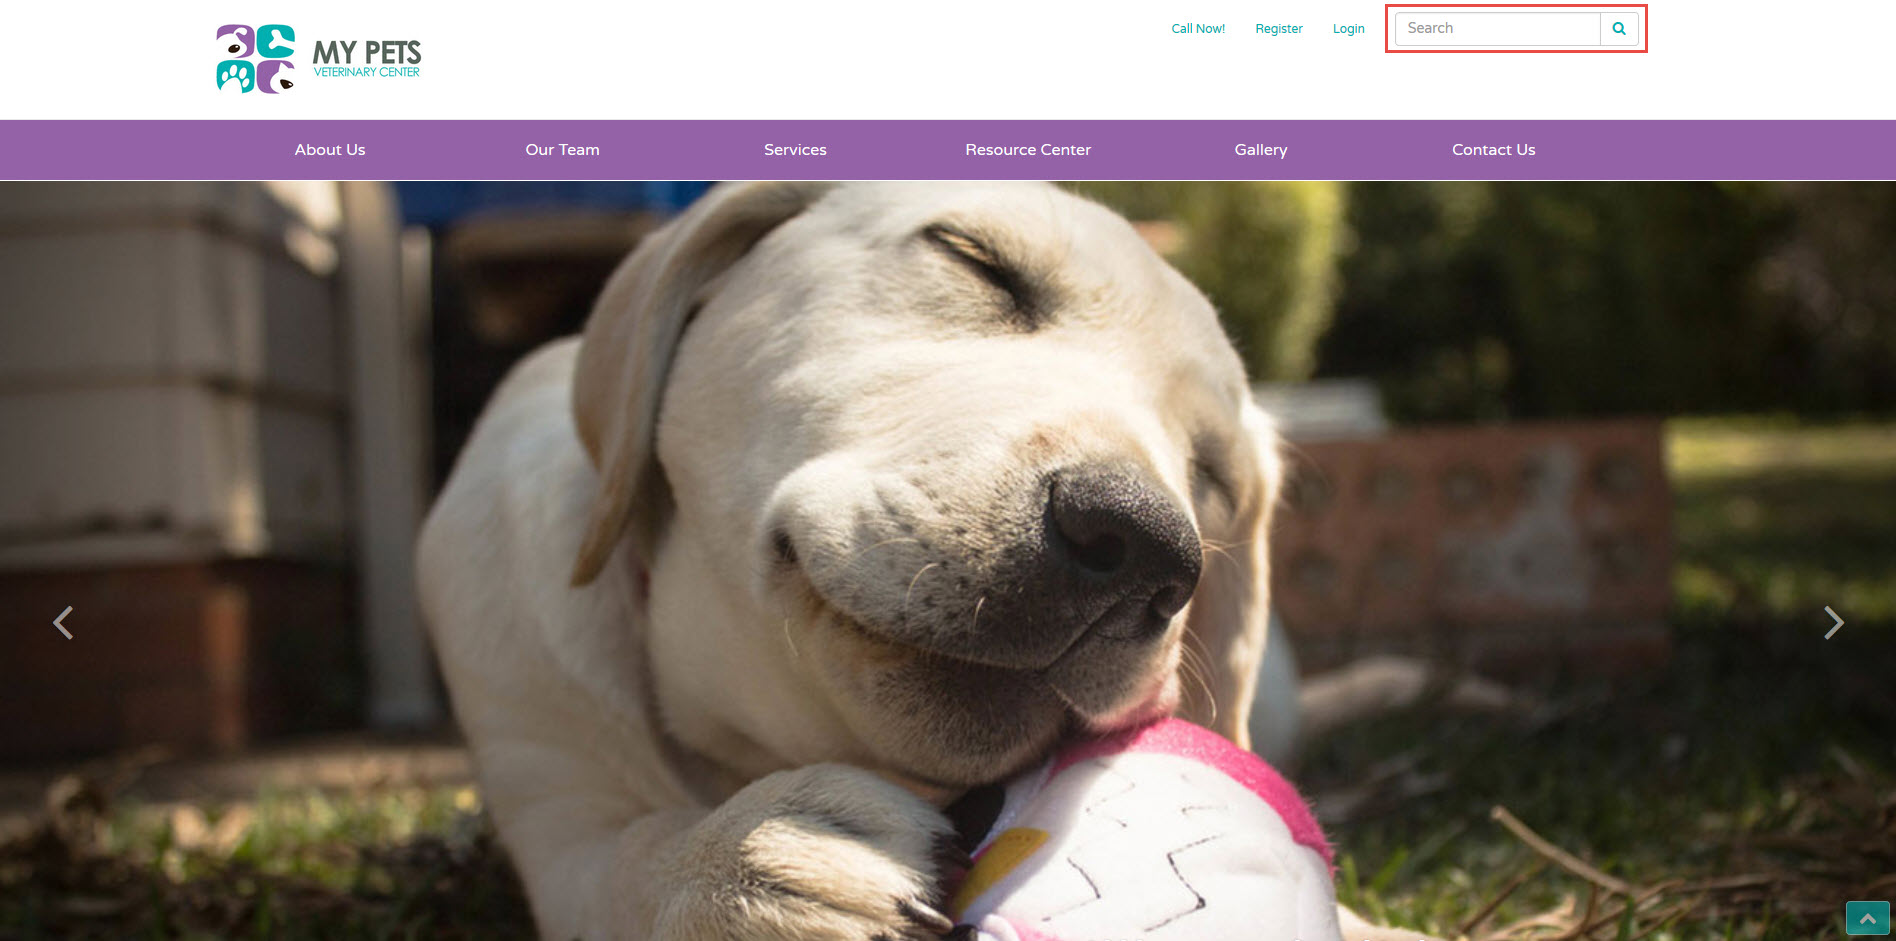 MY PETS
VETERINARY CENTER
Call Now! Register Login Search
About Us Our Team Services Resource Center Gallery Contact Us